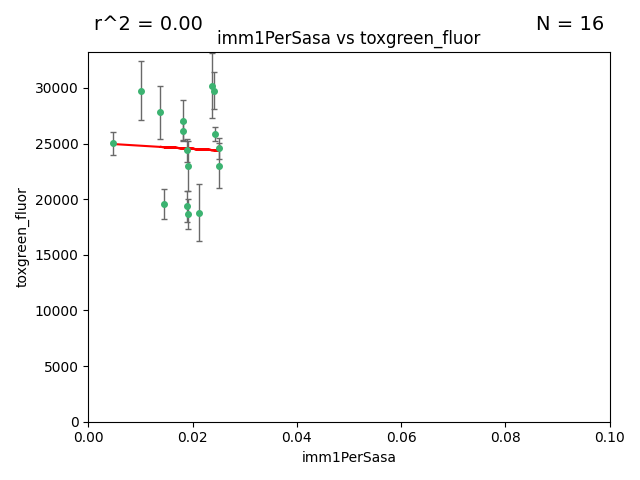 r^2 = 0.00
N = 16
imm1PerSasa vs toxgreen_fluor
toxgreen_fluor
30000
25000
20000
15000
10000
5000
0
0.00
0.02
0.04
0.06
0.08
0.10
imm1PerSasa